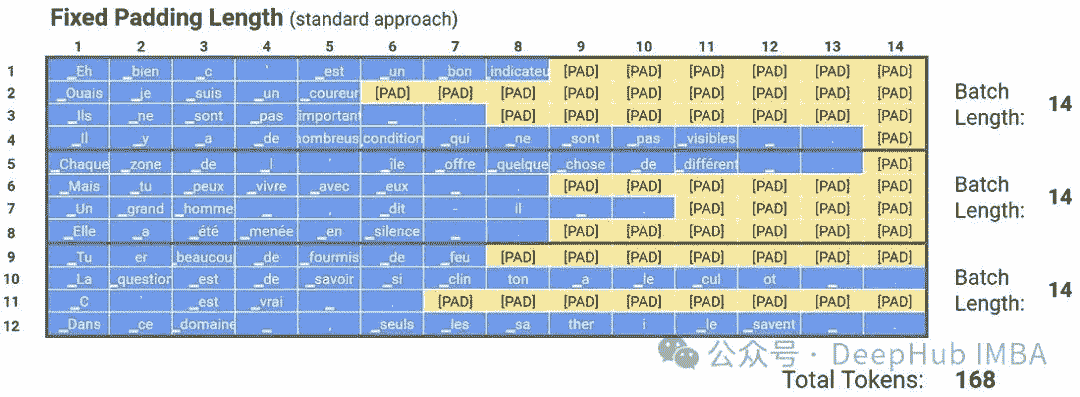 Fixed Padding Length (standard approach)
1 2 3 4 5 6 7 8 9 10 11 12 13 14
1 _Eh _bien _c ' _est _un _bon _indicateu [PAD] [PAD] [PAD] [PAD] [PAD] [PAD]
2 _Ouais _je _suis _un _coureur [PAD] [PAD] [PAD] [PAD] [PAD] [PAD] [PAD] [PAD] [PAD]
3 _Ils _ne _sont _pas important _ . [PAD] [PAD] [PAD] [PAD] [PAD] [PAD] [PAD]
4 _Il _y _a _de nombreus condition _qui _ne _sont _pas _visibles _ . [PAD]
Batch Length: 14
5 Chaque _zone _de _l ' _île _offre _quelque _chose _de _différent _ . [PAD]
6 _Mais _tu _peux _vivre _avec _eux _ . [PAD] [PAD] [PAD] [PAD] [PAD] [PAD]
7 _Un _grand _homme _ , _dit - il _ . [PAD] [PAD] [PAD] [PAD]
8 _Elle _a _été _menée _en _silence _ . [PAD] [PAD] [PAD] [PAD] [PAD] [PAD]
Batch Length: 14
9 _Tu er _beaucou _de _fourmis _de _feu [PAD] [PAD] [PAD] [PAD] [PAD] [PAD] [PAD]
10 _La _question _est _de _savoir _si _clin ton _a _le _cul ot _ .
11 _C ' _est _vrai _ . [PAD] [PAD] [PAD] [PAD] [PAD] [PAD] [PAD] [PAD]
12 _Dans _ce _domaine _ , _seuls _les _sa ther i _le _savent _ .
Batch Length: 14
公众号 · DeepHub IMBA
Total Tokens: 168